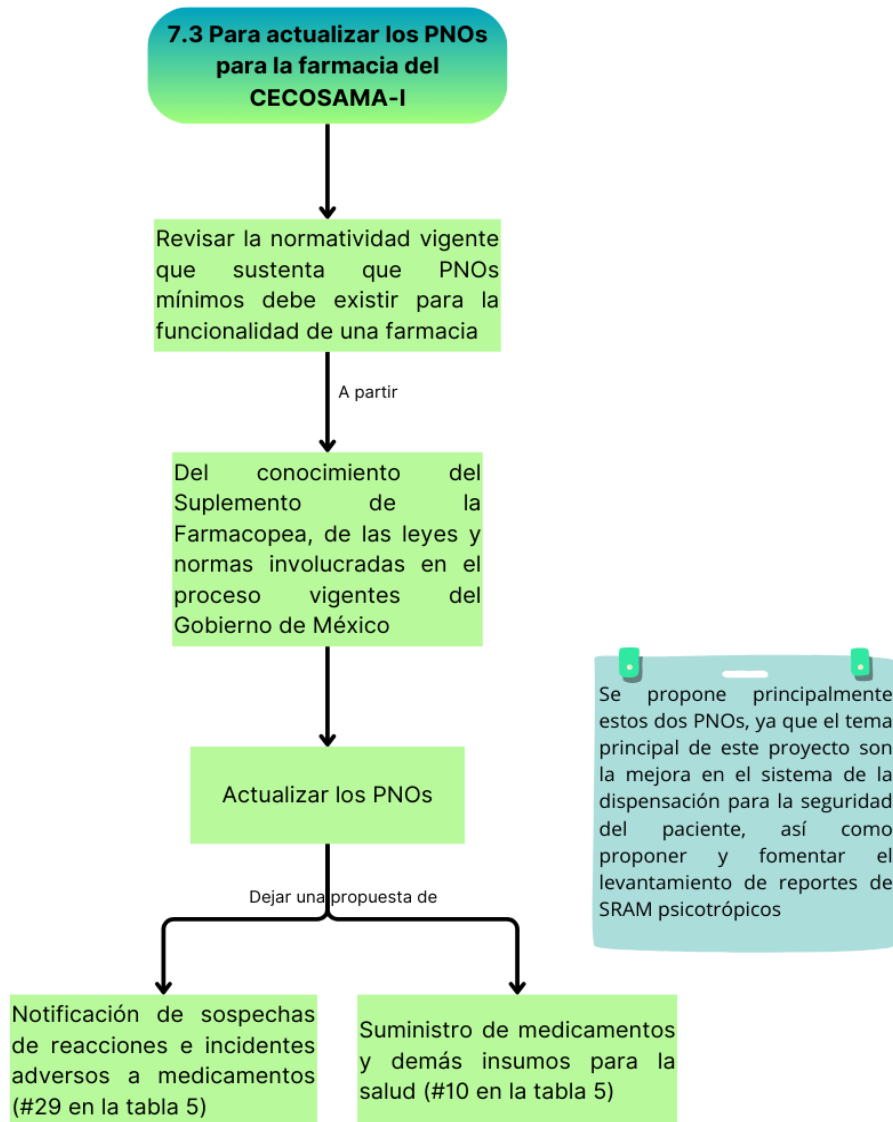 7.3 Para actualizar los PNOs
para la farmacia del
CECOSAMA-I
Revisar la normatividad vigente
que sustenta que PNOs
mínimos debe existir para la
funcionalidad de una farmacia
A partir
Del conocimiento del
Suplemento de la
Farmacopea, de las leyes y
normas involucradas en el
proceso vigentes del
Gobierno de México
Se propone principalmente
estos dos PNOs, ya que el tema
principal de este proyecto son
la mejora en el sistema de la
dispensación para la seguridad
del paciente, así como
proponer y fomentar el
levantamiento de reportes de
SRAM psicotrópicos
Actualizar los PNOs
Dejar una propuesta de
Notificación de sospechas
de reacciones e incidentes
adversos a medicamentos
(#29 en la tabla 5)
Suministro de medicamentos
y demás insumos para la
salud (#10 en la tabla 5)